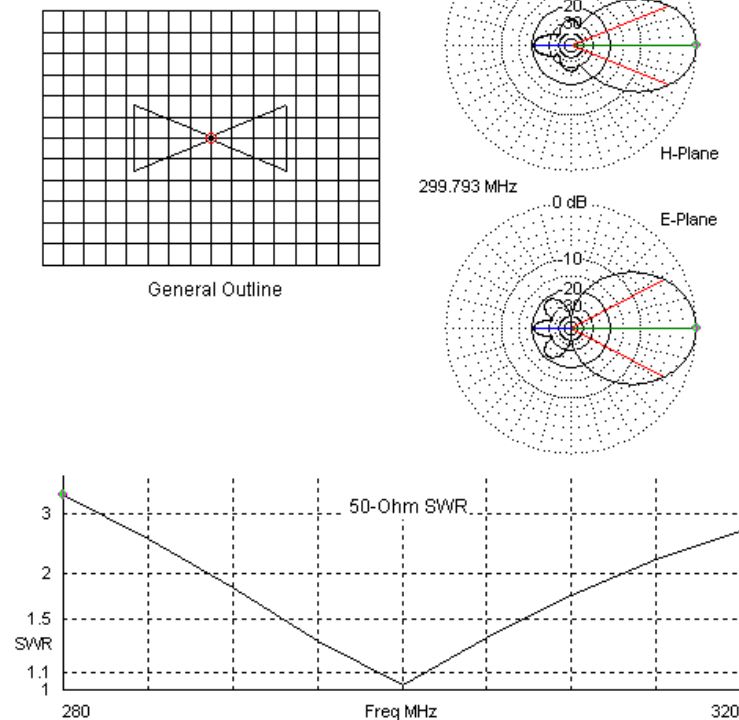 20
30
H-Plane
299.793 MHz
0 dB
E-Plane
-10
-20
30
General Outline
50-Ohm SWR
3
2
1.5
SWR
1.1
1
280
Freq MHz
320